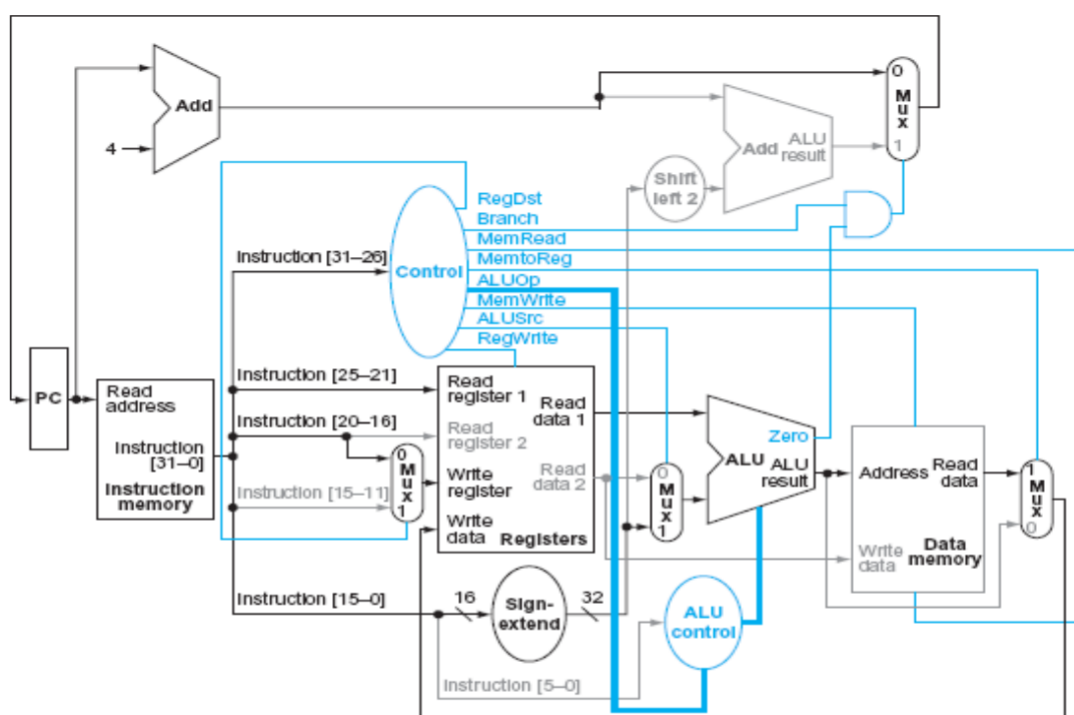 Add
4
0
Mux
1
Add
ALU
result
Shift
left 2
RegDst
Branch
MemRead
MemtoReg
ALUOp
MemWrite
ALUSrc
RegWrite
Control
Instruction [31–26]
PC
Read
address
Instruction
[31–0]
Instruction
memory
Instruction [25–21]
Instruction [20–16]
Instruction [15–11]
0
Mux
1
Read
register 1
Read
register 2
Write
register
Write
data
Read
data 1
Read
data 2
Registers
0
Mux
1
Zero
ALU
ALU
result
Address
Read
data
Write
data
Data
memory
1
Mux
0
Instruction [15–0]
16
Sign-
extend
32
ALU
control
Instruction [5–0]